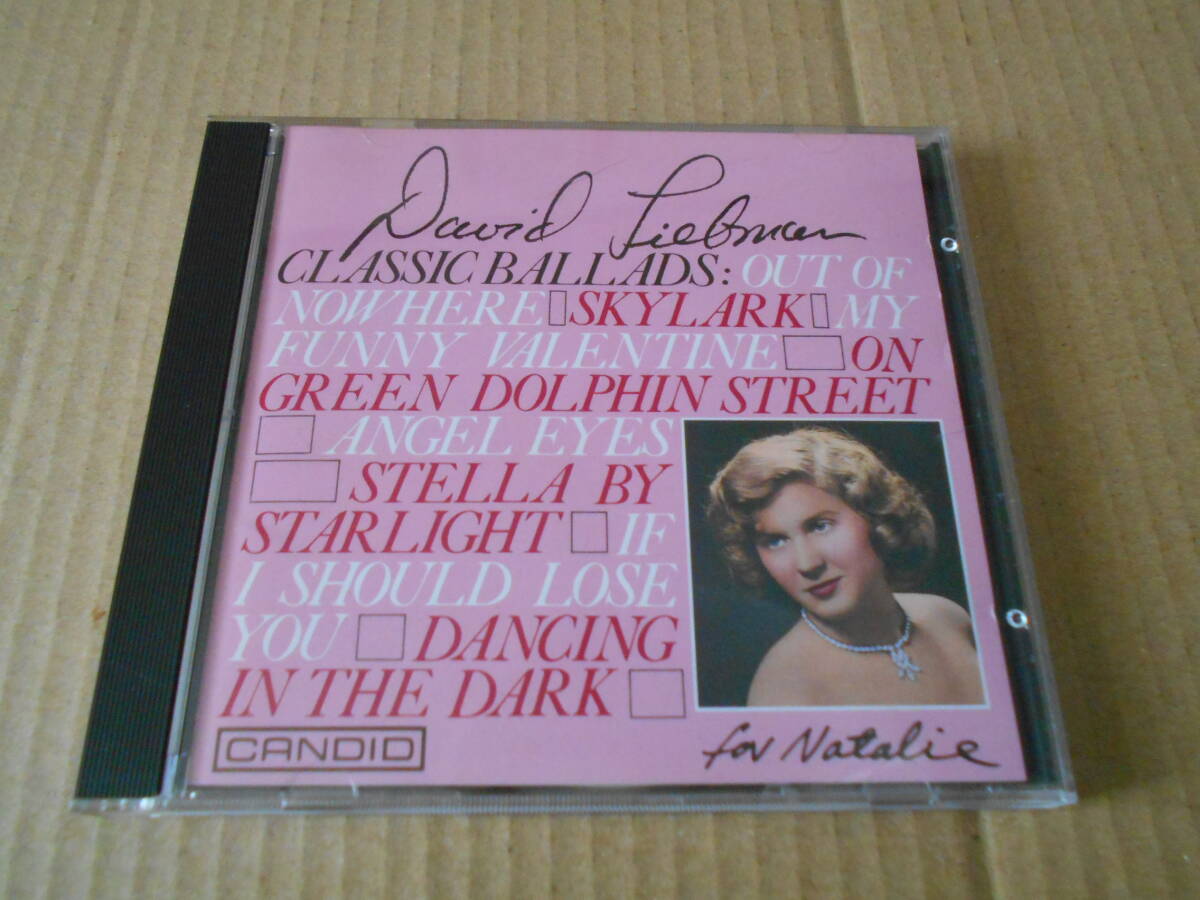 David Liebman
CLASSIC BALLADS: OUT OF
NOWHERE SKYLARK MY
FUNNY VALENTINE ON
GREEN DOLPHIN STREET
ANGEL EYES
STELLA BY
STARLIGHT IF
I SHOULD LOSE
YOU DANCING
IN THE DARK
CANDID
for Natalie